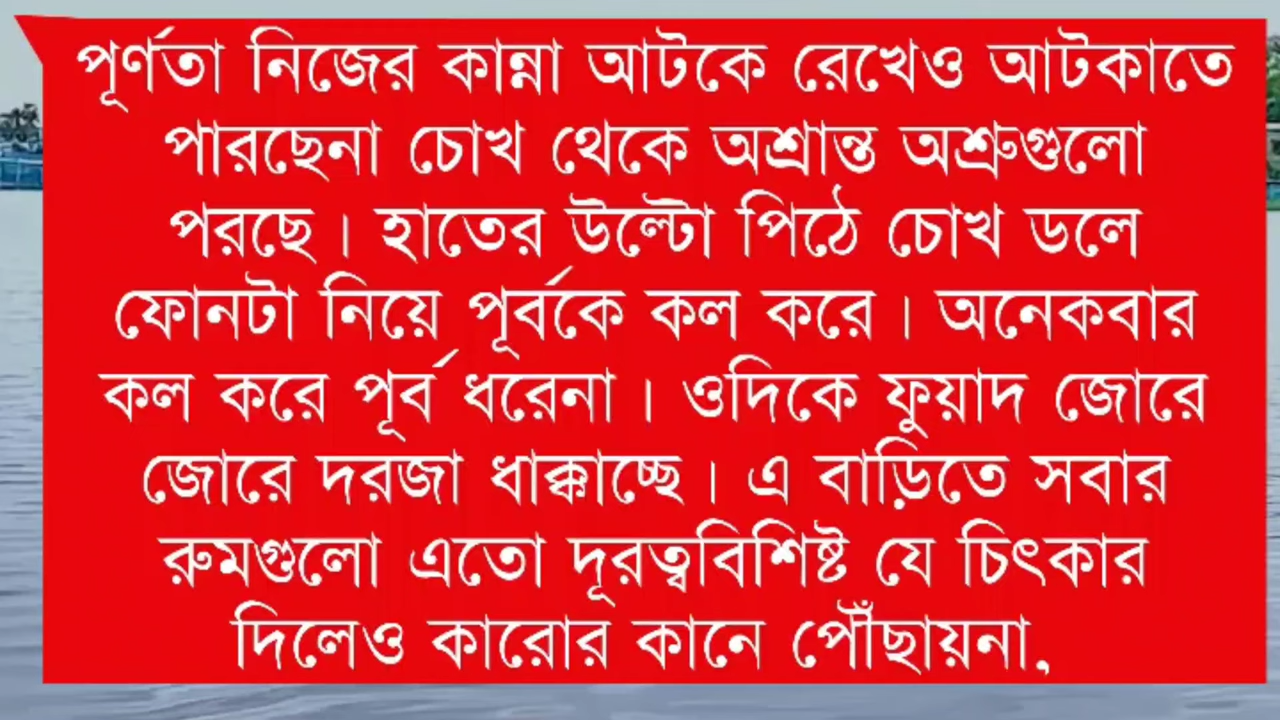 পূর্ণতা নিজের কান্না আটকে রেখেও আটকাতে
পারছেনা চোখ থেকে অশ্রান্ত অশ্রুগুলো
পরছে। হাতের উল্টো পিঠে চোখ ডলে
ফোনটা নিয়ে পূর্বকে কল করে। অনেকবার
কল করে পূর্ব ধরেনা। ওদিকে ফুয়াদ জোরে
জোরে দরজা ধাক্কাচ্ছে। এ বাড়িতে সবার
রুমগুলো এতো দূরত্ববিশিষ্ট যে চিৎকার
দিলেও কারোর কানে পৌঁছায়না,